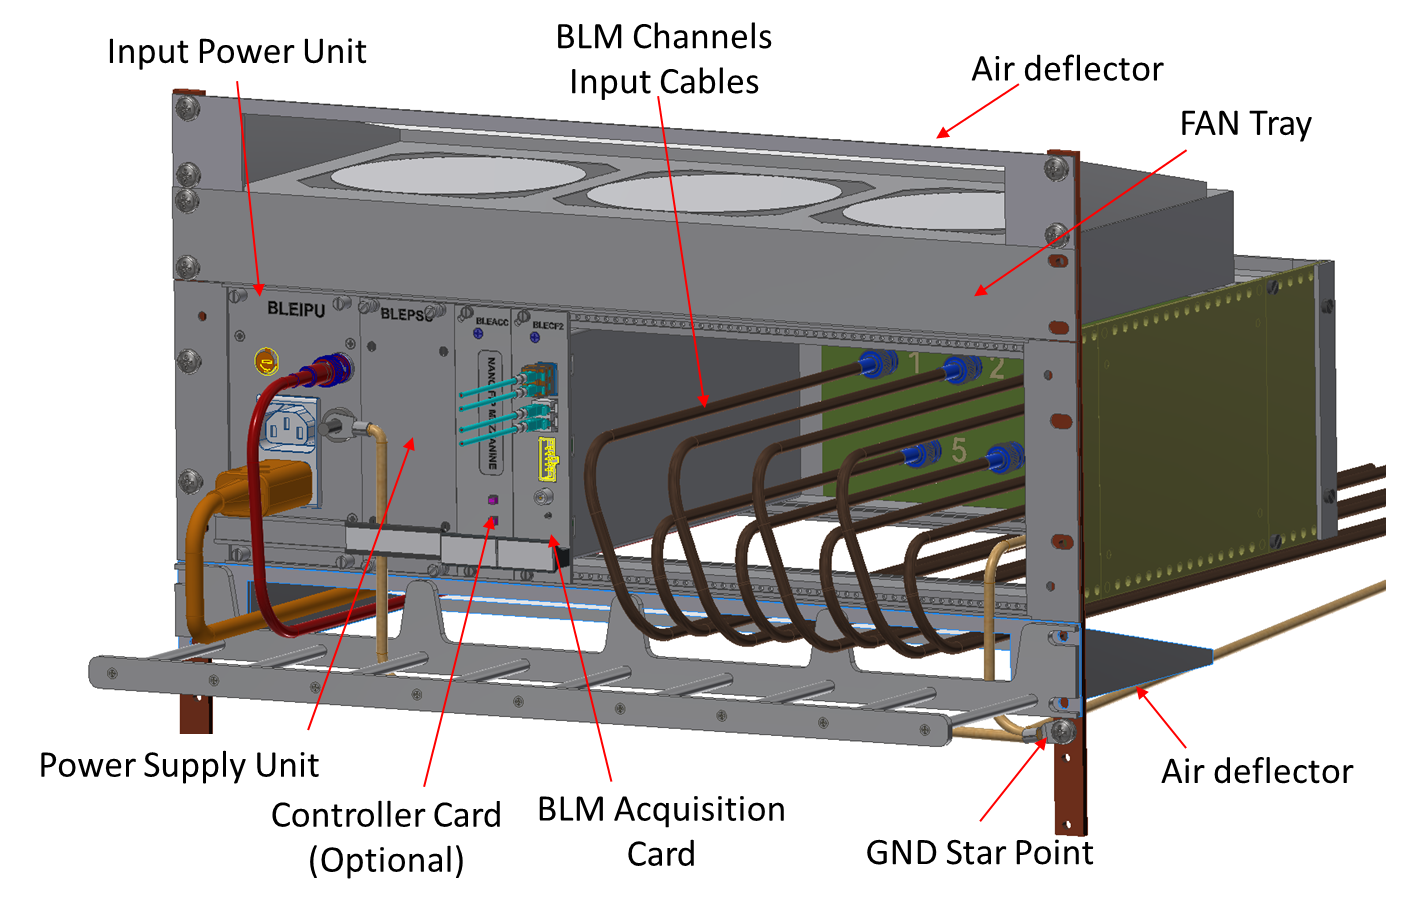 Input Power Unit
BLM Channels
Input Cables
Air deflector
FAN Tray
BLEIPU
BLEPSU
BLEACC
BLECF2
1
2
5
Power Supply Unit
Controller Card
(Optional)
BLM Acquisition
Card
GND Star Point
Air deflector